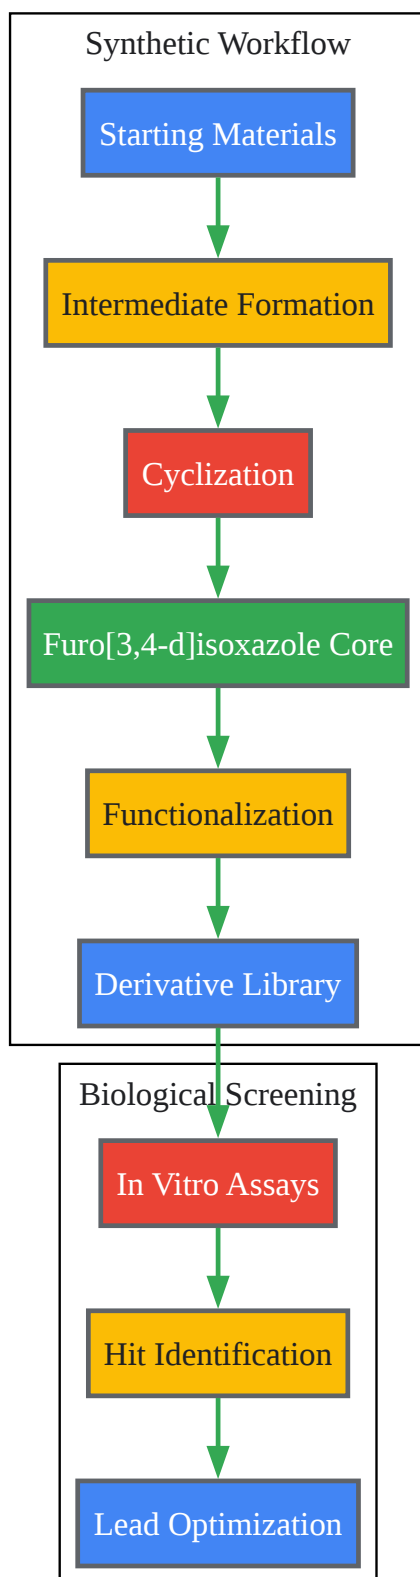 Synthetic Workflow
Starting Materials
Intermediate Formation
Cyclization
Furo[3,4-d]isoxazole Core
Functionalization
Derivative Library
Biological Screening
In Vitro Assays
Hit Identification
Lead Optimization